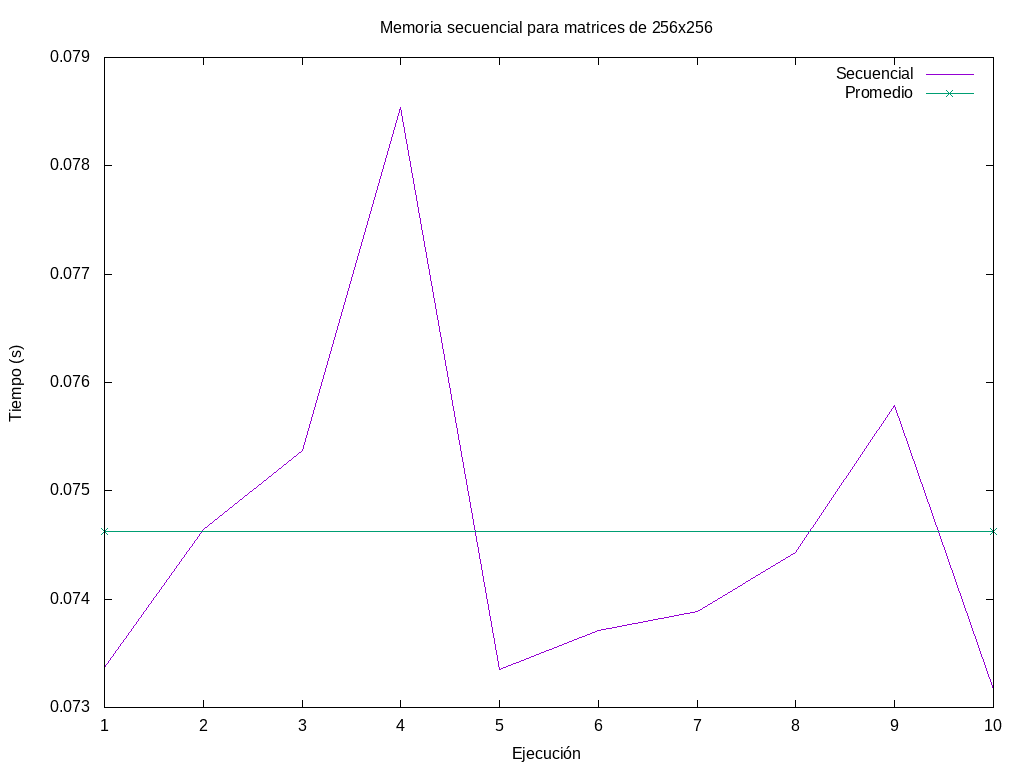 Memoria secuencial para matrices de 256x256
Secuencial
Promedio
0.079
0.078
0.077
0.076
0.075
0.074
0.073
Tiempo (s)
1 2 3 4 5 6 7 8 9 10
Ejecución